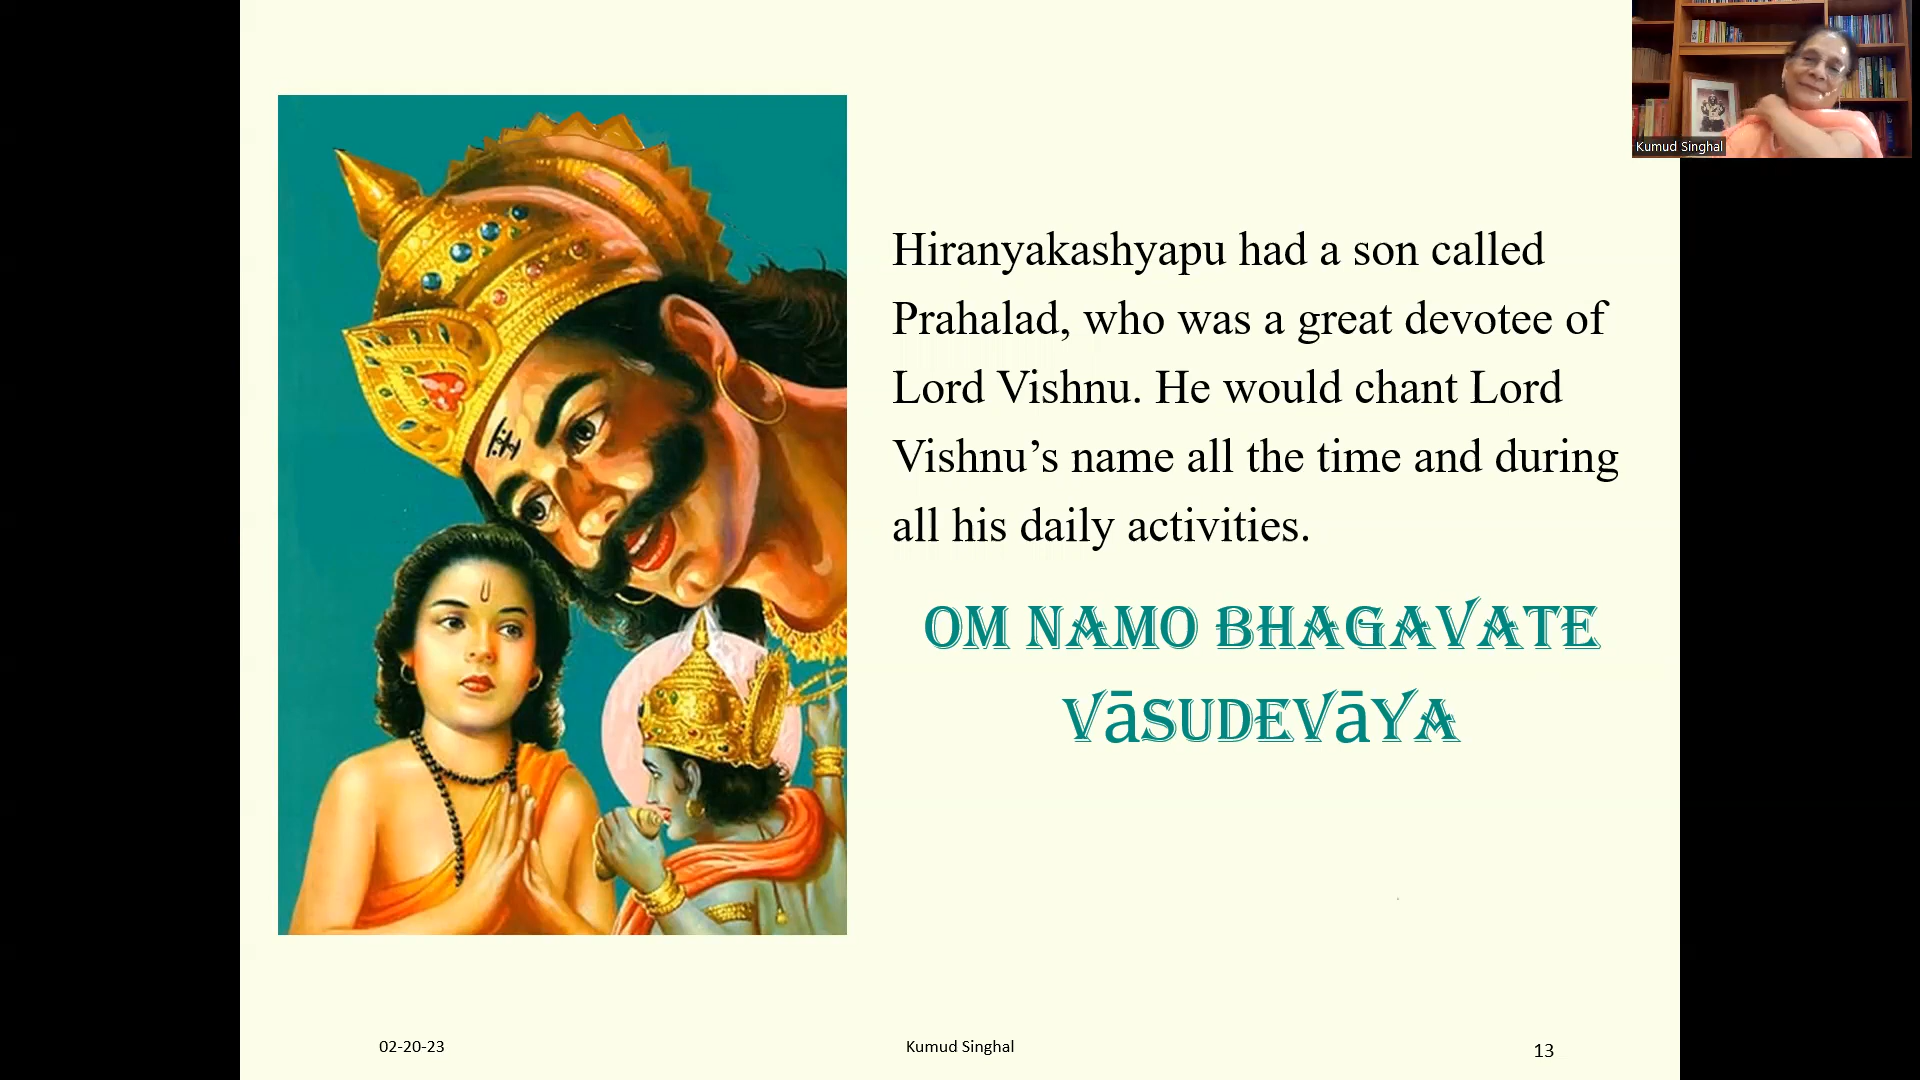 Kumud Singhal
Hiranyakashyapu had a son called
Prahalad, who was a great devotee of
Lord Vishnu. He would chant Lord
Vishnu’s name all the time and during
all his daily activities.
OM NAMO BHAGAVATE
VāSUDEVāYA
02-20-23
Kumud Singhal
13